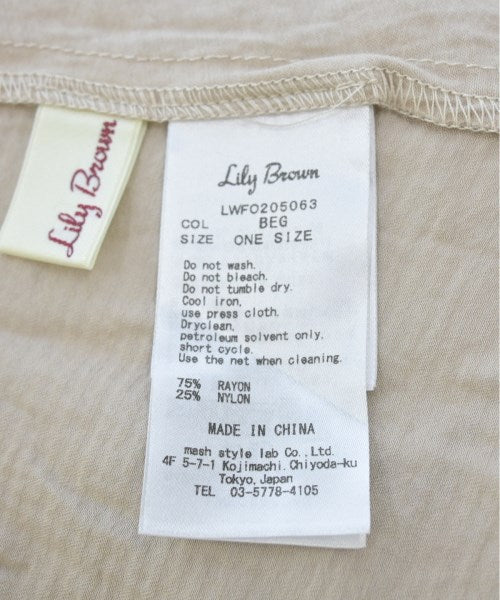 Lily Brown
Lily Brown
LWFO205063
COL BEG
SIZE ONE SIZE
Do not wash.
Do not bleach.
Do not tumble dry.
Cool iron,
use press cloth.
Dryclean,
petroleum solvent only.
short cycle.
Use the net when cleaning.
75% RAYON
25% NYLON
MADE IN CHINA
mash style lab Co., Ltd.
4F 5-7-1 Kojimachi. Chiyoda-ku
Tokyo, Japan
TEL 03-5778-4105